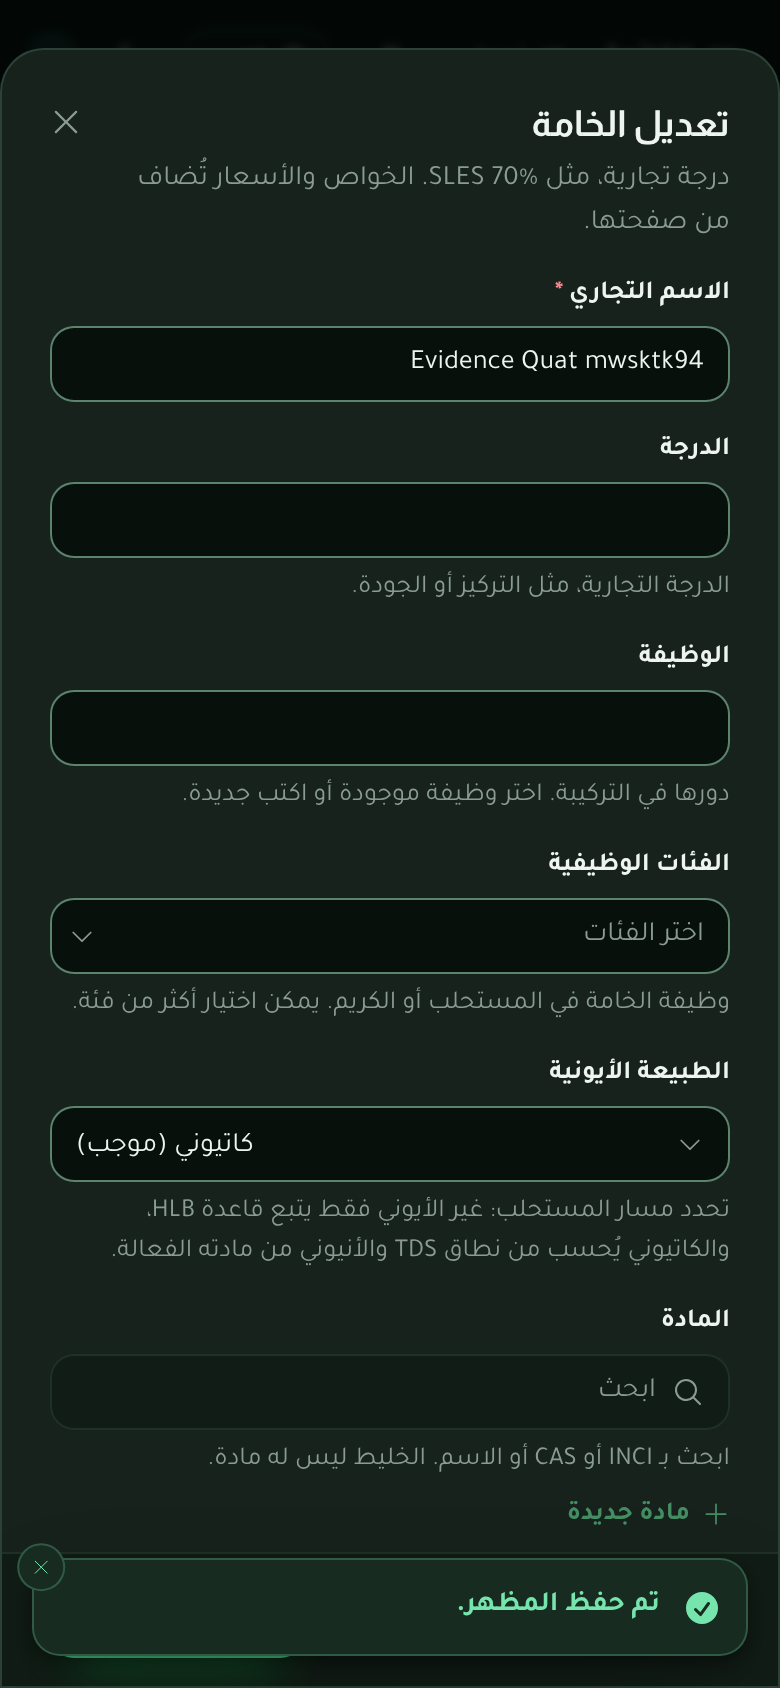 تعديل الخامة
درجة تجارية، مثل SLES 70%. الخواص والأسعار تُضاف
من صفحتها.
الاسم التجاري *
Evidence Quat mwsktk94
الدرجة
الدرجة التجارية، مثل التركيز أو الجودة.
الوظيفة
دورها في التركيبة. اختر وظيفة موجودة أو اكتب جديدة.
الفئات الوظيفية
اختر الفئات
وظيفة الخامة في المستحلب أو الكريم. يمكن اختيار أكثر من فئة.
الطبيعة الأيونية
كاتيوني (موجب)
تحدد مسار المستحلب: غير الأيوني فقط يتبع قاعدة HLB،
والكاتيوني يُحسب من نطاق TDS والأنيوني من مادته الفعالة.
المادة
ابحث
ابحث بـ INCI أو CAS أو الاسم. الخليط ليس له مادة.
مادة جديدة
تم حفظ المظهر.